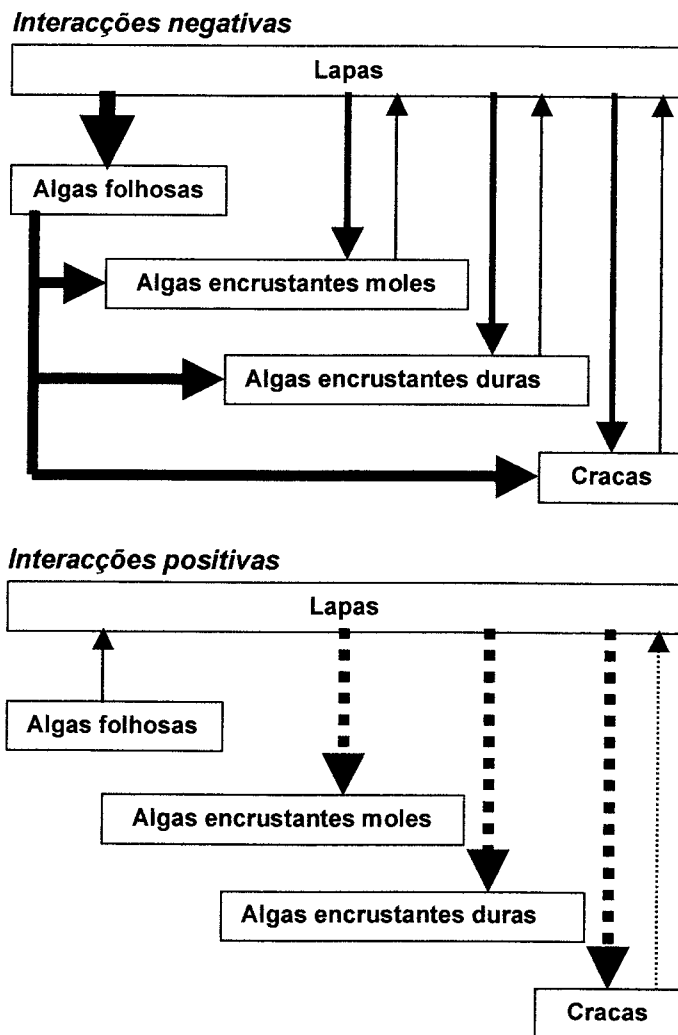 Interacções negativas
Lapas
Algas folhosas
Algas encrustantes moles
Algas encrustantes duras
Cracas
Interacções positivas
Lapas
Algas folhosas
Algas encrustantes moles
Algas encrustantes duras
Cracas